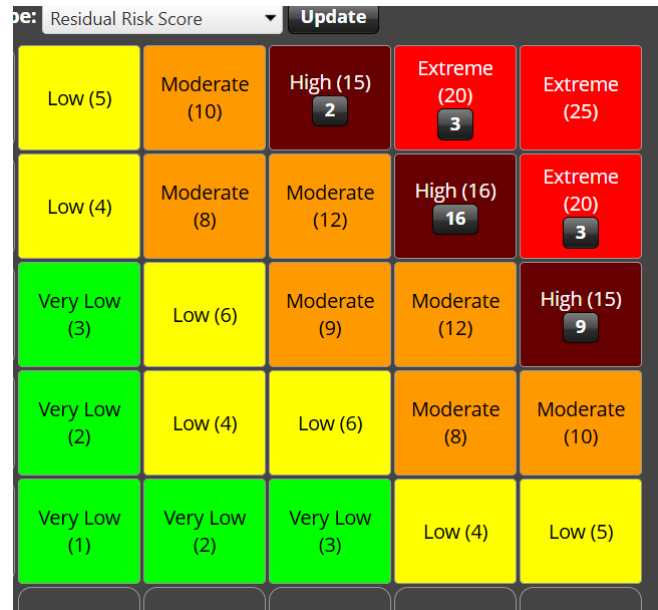 Residual Risk Score
Update
Low (5)
Moderate
(10)
High (15)
2
Extreme
(20)
3
Extreme
(25)
Low (4)
Moderate
(8)
Moderate
(12)
High (16)
16
Extreme
(20)
3
Very Low
(3)
Low (6)
Moderate
(9)
Moderate
(12)
High (15)
9
Very Low
(2)
Low (4)
Low (6)
Moderate
(8)
Moderate
(10)
Very Low
(1)
Very Low
(2)
Very Low
(3)
Low (4)
Low (5)